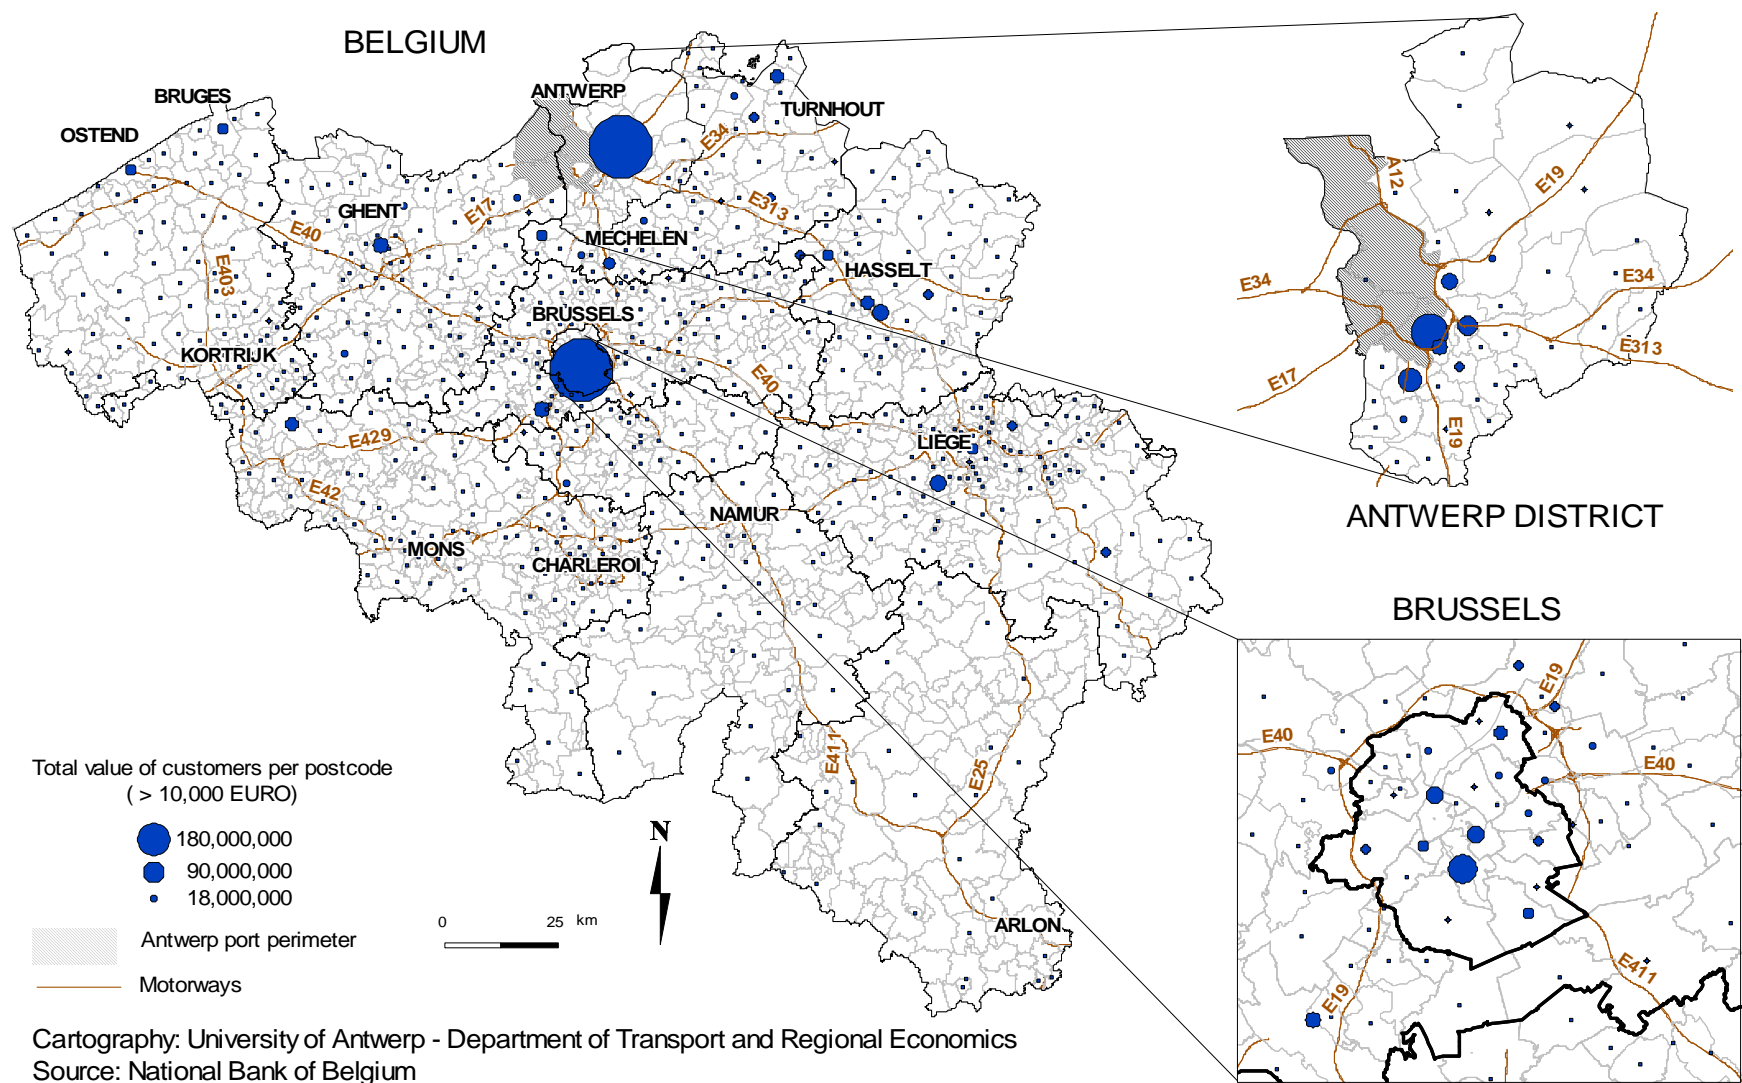 BELGIUM
BRUGES
OSTEND
ANTWERP
TURNHOUT
E34
GHENT
E17
E313
E40
MECHELEN
E403
HASSELT
BRUSSELS
KORTRIJK
E40
E429
LIEGE
E42
NAMUR
MONS
CHARLEROI
E411
E25
ARLON
A12
E19
E34
E34
E313
E17
E19
ANTWERP DISTRICT
BRUSSELS
E19
E40
E40
E19
E411
Total value of customers per postcode
( > 10,000 EURO)
180,000,000
90,000,000
18,000,000
Antwerp port perimeter
Motorways
N
0 25 km
Cartography: University of Antwerp - Department of Transport and Regional Economics
Source: National Bank of Belgium